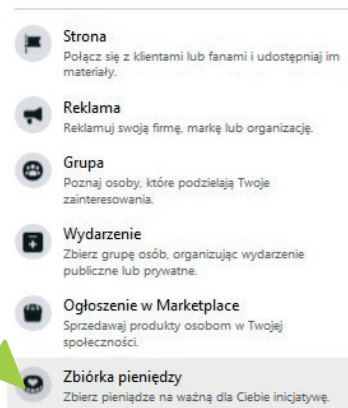 Strona
Połącz się z klientami lub fanami i udostępniaj im
materiały.
Reklama
Reklamuj swoją firmę, markę lub organizację.
Grupa
Poznaj osoby, które podzielają Twoje
zainteresowania.
Wydarzenie
Zbierz grupę osób, organizując wydarzenie
publiczne lub prywatne.
Ogłoszenie w Marketplace
Sprzedawaj produkty osobom w Twojej
społeczności.
Zbiórka pieniędzy
Zbierz pieniądze na ważną dla Ciebie inicjatywę.